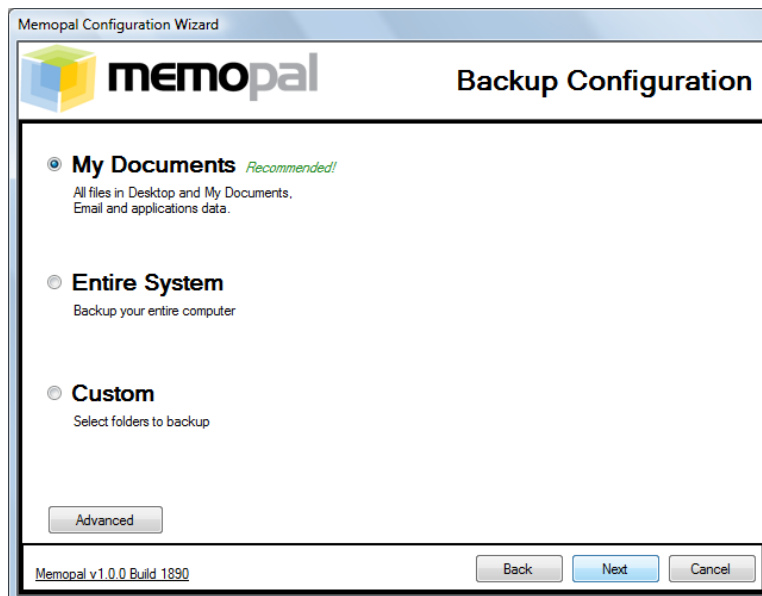 Memopal Configuration Wizard
memopal
Backup Configuration
My Documents Recommended!
All files in Desktop and My Documents,
Email and applications data.
Entire System
Backup your entire computer
Custom
Select folders to backup
Advanced
Memopal v1.0.0 Build 1890
Back
Next
Cancel